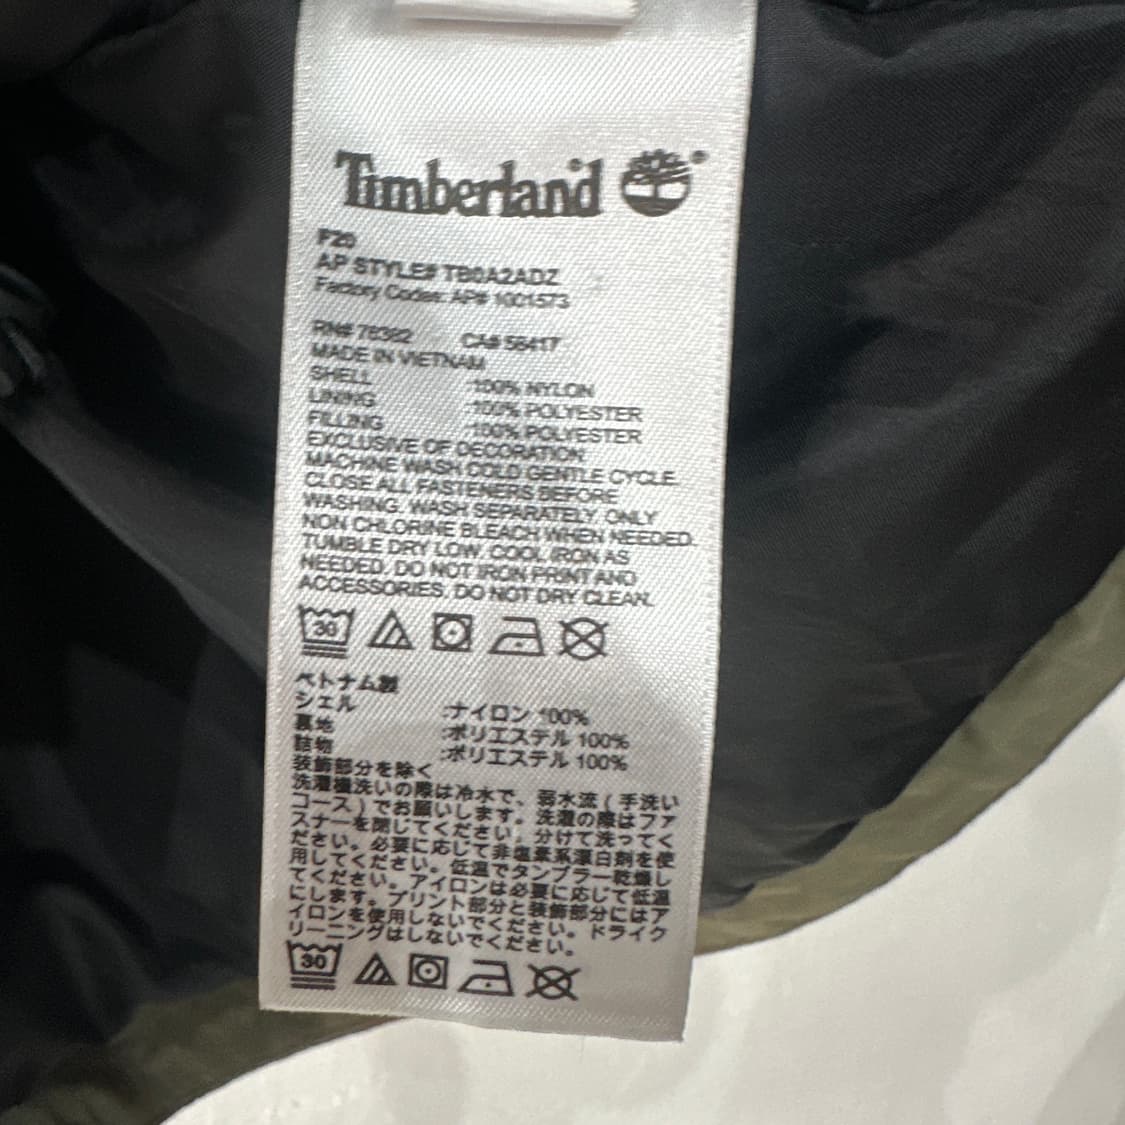 Timberland
F20
AP STYLE# TB0A2ADZ
Factory Codes: AP# 1001573
RN# 78382 CA# 58417
MADE IN VIETNAM
SHELL :100% NYLON
LINING :100% POLYESTER
FILLING :100% POLYESTER
EXCLUSIVE OF DECORATION
MACHINE WASH COLD GENTLE CYCLE.
CLOSE ALL FASTENERS BEFORE
WASHING. WASH SEPARATELY. ONLY
NON CHLORINE BLEACH WHEN NEEDED.
TUMBLE DRY LOW. COOL IRON AS
NEEDED. DO NOT IRON PRINT AND
ACCESSORIES. DO NOT DRY CLEAN.
30
ベトナム製
シェル :ナイロン 100%
裏地 :ポリエステル 100%
詰物 :ポリエステル 100%
装飾部分を除く
洗濯機洗いの際は冷水で、弱水流(手洗い
コース)でお願いします。洗濯の際はファ
スナーを閉じてください。分けて洗ってく
ださい。必要に応じて非塩素系漂白剤を使
用してください。低温でタンブラー乾燥し
てください。アイロンは必要に応じて低温
にします。プリント部分と装飾部分にはア
イロンを使用しないでください。ドライク
リーニングはしないでください。
30